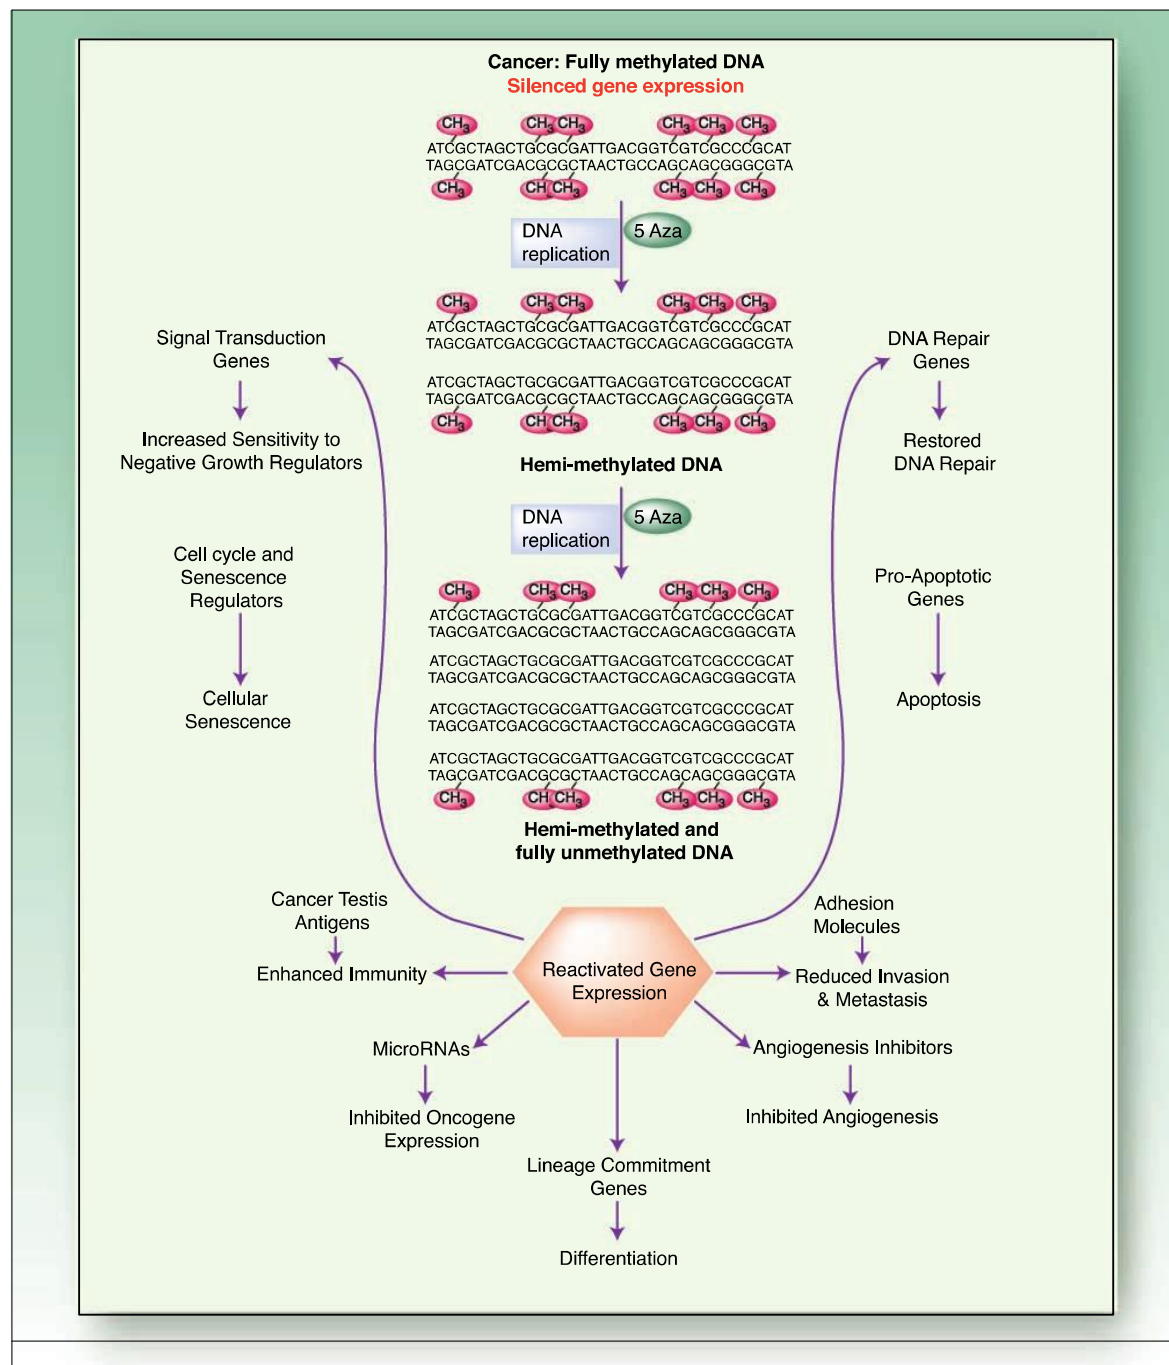 Cancer: Fully methylated DNA
Silenced gene expression
CH3 CH3 CH3 CH3 CH3 CH3
ATCGCTAGCTGCGCGATTGACGGTCGTCGCCCGCAT
TAGCGATCGACGCGCTAACTGCCAGCAGCGGGCGTA
CH3 CH CH3 CH3 CH3 CH3
DNA
replication
5 Aza
CH3 CH3 CH3 CH3 CH3 CH3
ATCGCTAGCTGCGCGATTGACGGTCGTCGCCCGCAT
TAGCGATCGACGCGCTAACTGCCAGCAGCGGGCGTA
ATCGCTAGCTGCGCGATTGACGGTCGTCGCCCGCAT
TAGCGATCGACGCGCTAACTGCCAGCAGCGGGCGTA
CH3 CH CH3 CH3 CH3 CH3
Hemi-methylated DNA
DNA
replication
5 Aza
CH3 CH3 CH3 CH3 CH3 CH3
ATCGCTAGCTGCGCGATTGACGGTCGTCGCCCGCAT
TAGCGATCGACGCGCTAACTGCCAGCAGCGGGCGTA
ATCGCTAGCTGCGCGATTGACGGTCGTCGCCCGCAT
TAGCGATCGACGCGCTAACTGCCAGCAGCGGGCGTA
ATCGCTAGCTGCGCGATTGACGGTCGTCGCCCGCAT
TAGCGATCGACGCGCTAACTGCCAGCAGCGGGCGTA
ATCGCTAGCTGCGCGATTGACGGTCGTCGCCCGCAT
TAGCGATCGACGCGCTAACTGCCAGCAGCGGGCGTA
CH3 CH CH3 CH3 CH3 CH3
Hemi-methylated and
fully unmethylated DNA
Signal Transduction
Genes
Increased Sensitivity to
Negative Growth Regulators
Cell cycle and
Senescence
Regulators
Cellular
Senescence
DNA Repair
Genes
Restored
DNA Repair
Pro-Apoptotic
Genes
Apoptosis
Cancer Testis
Antigens
Enhanced Immunity
Reactivated Gene
Expression
Adhesion
Molecules
Reduced Invasion
& Metastasis
MicroRNAs
Inhibited Oncogene
Expression
Angiogenesis Inhibitors
Inhibited Angiogenesis
Lineage Commitment
Genes
Differentiation